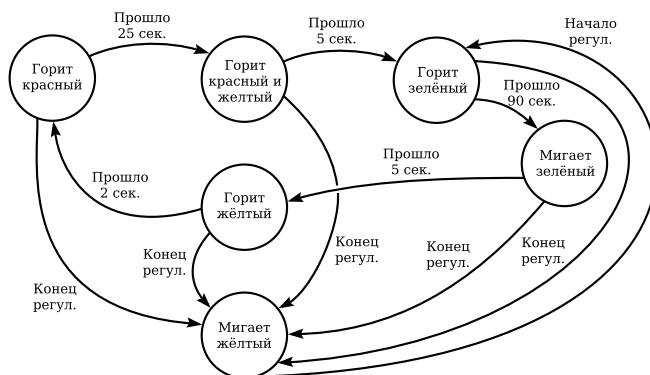 Прошло
25 сек.
Прошло
5 сек.
Начало
регул.
Горит
красный
Горит
красный и
желтый
Горит
зелёный
Прошло
90 сек.
Мигает
зелёный
Прошло
5 сек.
Прошло
2 сек.
Горит
жёлтый
Конец
регул.
Конец
регул.
Конец
регул.
Конец
регул.
Конец
регул.
Мигает
жёлтый